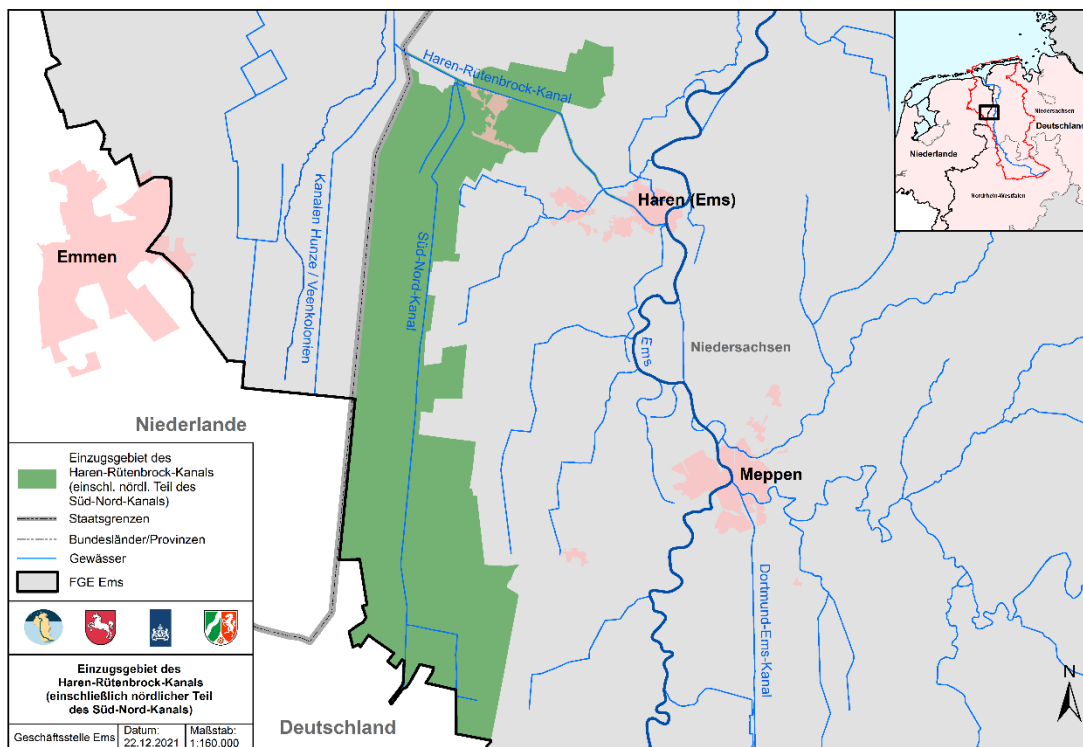 Haren-Rütenbrock-Kanal
Kanalen Hunze / Veenkolonien
Süd-Nord-Kanal
Haren (Ems)
Emmen
Ems
Niedersachsen
Niederlande
Meppen
Dortmund-Ems-Kanal
Deutschland
N
Niedersachsen
Deutschland
Niederlande
Nordrhein-Westfalen
Einzugsgebiet des
Haren-Rütenbrock-Kanals
(einschl. nördl. Teil des
Süd-Nord-Kanals)
Staatsgrenzen
Bundesländer/Provinzen
Gewässer
FGE Ems
Einzugsgebiet des
Haren-Rütenbrock-Kanals
(einschließlich nördlicher Teil
des Süd-Nord-Kanals)
Geschäftsstelle Ems
Datum:
22.12.2021
Maßstab:
1:160.000